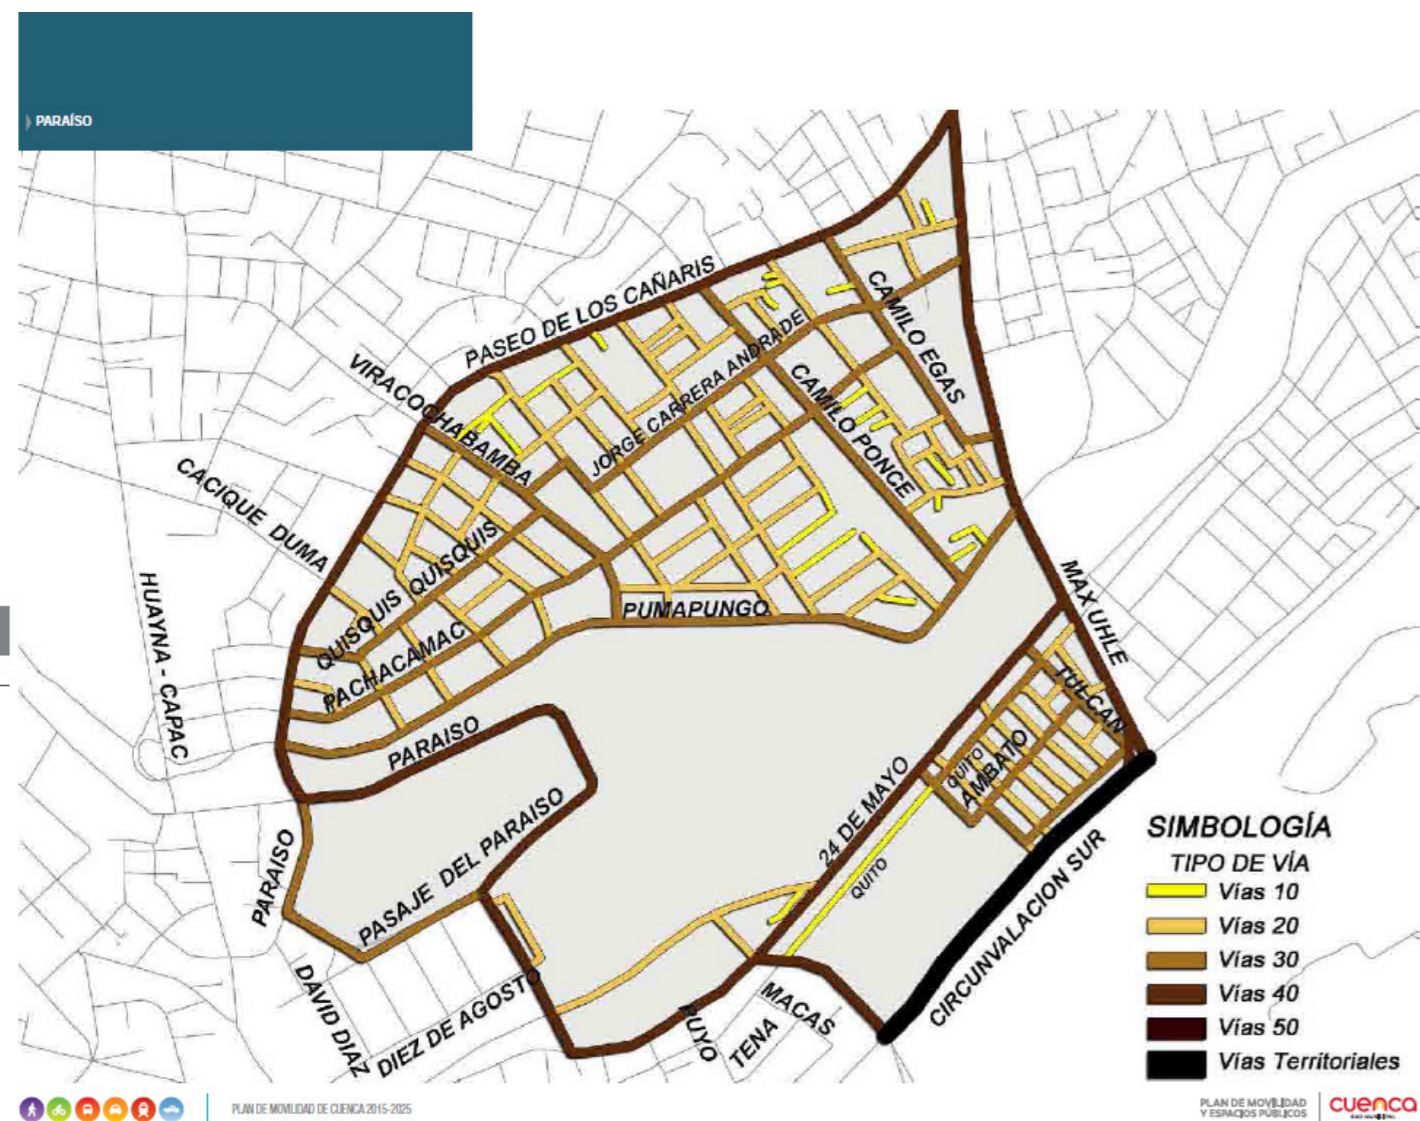 PARAÍSO
PASEO DE LOS CAÑARIS
VIRACOCHABAMBA
CAMILO EGAS
JORGE CARRERA ANDRADE
CAMILO PONCE
CACIQUE DUMA
QUISQUIS QUISQUIS
HUAYNA - CAPAC
PUMAPUNGO
MAX UHLE
PACHACAMAC
TULCAN
PARAISO
QUITO
AMBATO
24 DE MAYO
PASAJE DEL PARAISO
PARAISO
QUITO
CIRCUNVALACION SUR
DAVID DIAZ
DIEZ DE AGOSTO
PUYO
TENA
MACAS
SIMBOLOGÍA
TIPO DE VÍA
Vías 10
Vías 20
Vías 30
Vías 40
Vías 50
Vías Territoriales
PLAN DE MOVILIDAD DE CUENCA 2015-2025
PLAN DE MOVILIDAD
Y ESPACIOS PÚBLICOS
cuenca
GAD MUNICIPAL